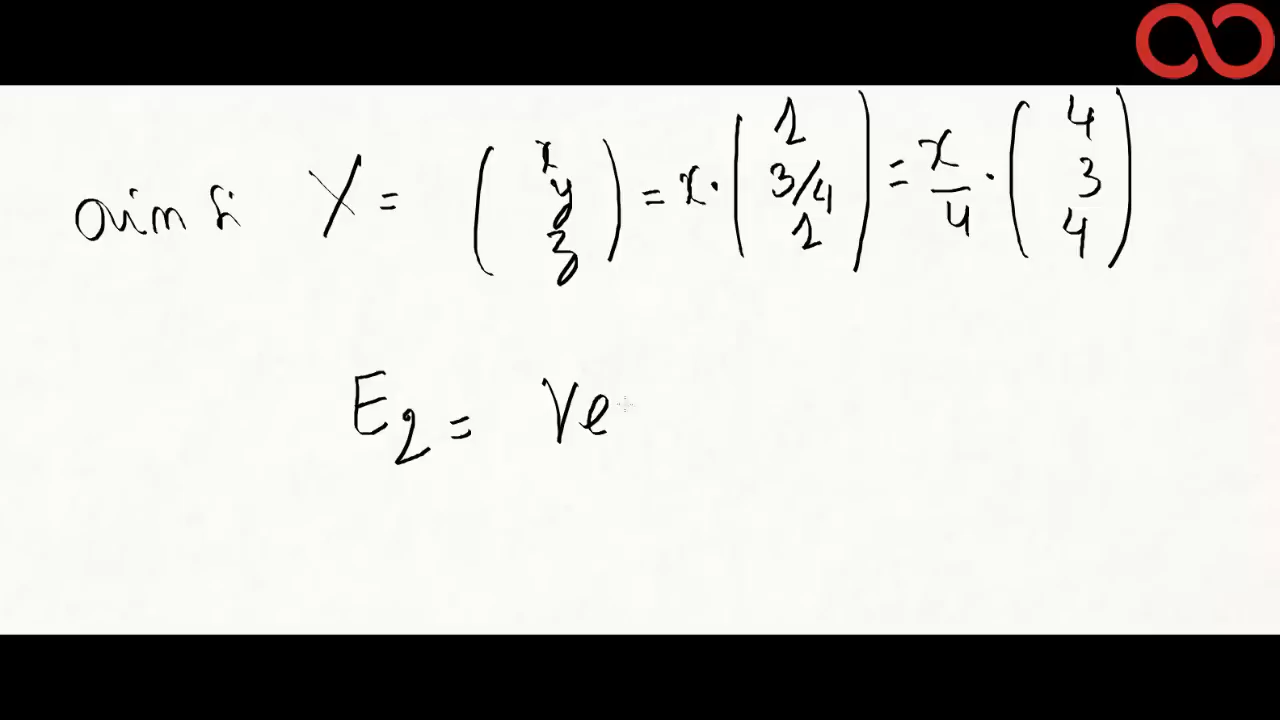 ainsi X = (x y z) = x · (1 3/4 1) = x/4 · (4 3 4)
E2 = Ve